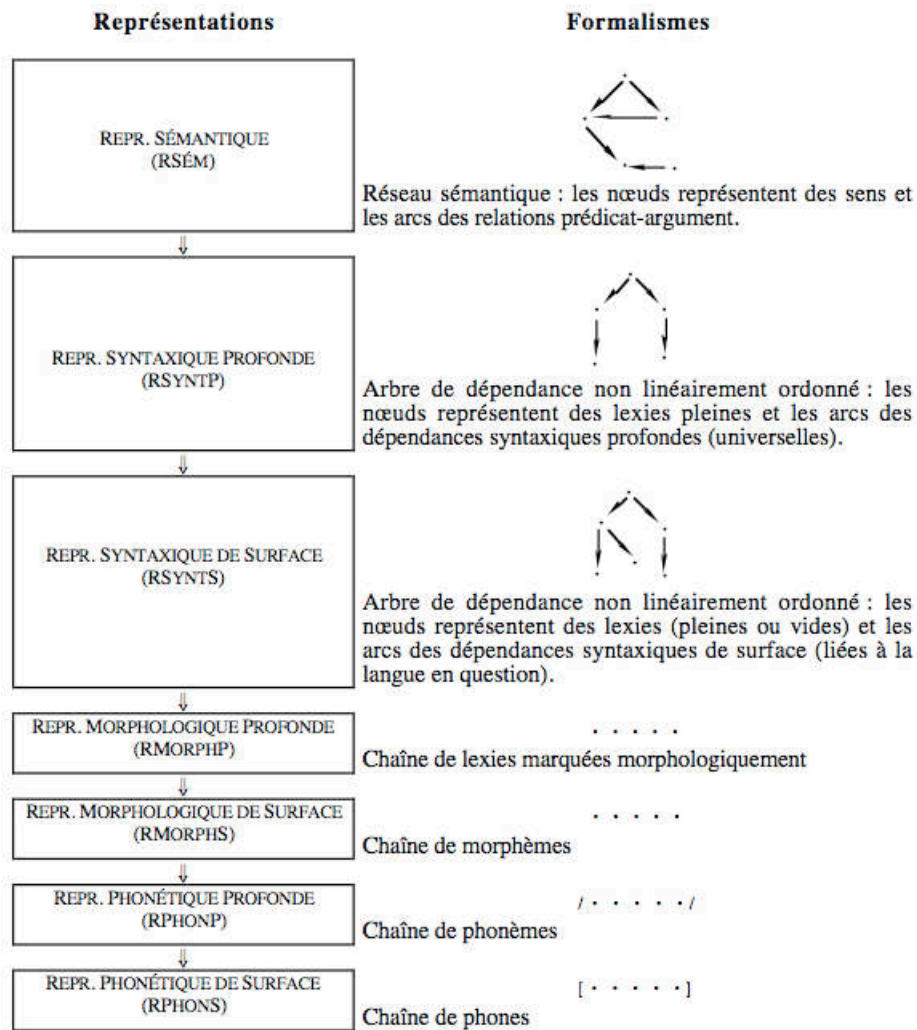 Représentations
Formalismes
REPR. SÉMANTIQUE
(RSÉM)
Réseau sémantique : les nœuds représentent des sens et
les arcs des relations prédicat-argument.
⇓
REPR. SYNTAXIQUE PROFONDE
(RSYNTP)
Arbre de dépendance non linéairement ordonné : les
nœuds représentent des lexies pleines et les arcs des
dépendances syntaxiques profondes (universelles).
⇓
REPR. SYNTAXIQUE DE SURFACE
(RSYNTS)
Arbre de dépendance non linéairement ordonné : les
nœuds représentent des lexies (pleines ou vides) et les
arcs des dépendances syntaxiques de surface (liées à la
langue en question).
⇓
REPR. MORPHOLOGIQUE PROFONDE
(RMORPHP)
· · · · ·
Chaîne de lexies marquées morphologiquement
⇓
REPR. MORPHOLOGIQUE DE SURFACE
(RMORPHS)
· · · · ·
Chaîne de morphèmes
⇓
REPR. PHONÉTIQUE PROFONDE
(RPHONP)
/ · · · · · /
Chaîne de phonèmes
⇓
REPR. PHONÉTIQUE DE SURFACE
(RPHONS)
[ · · · · · ]
Chaîne de phones